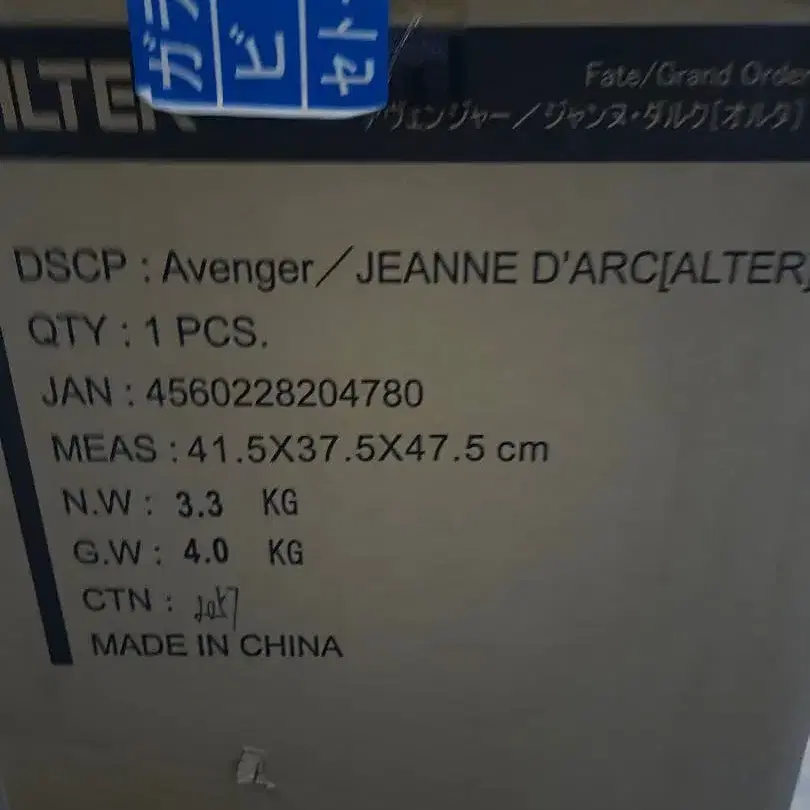 ガラ
ビ
・セ
ALTER
Fate/Grand Order
アヴェンジャー/ジャンヌ・ダルク[オルタ]
DSCP : Avenger/JEANNE D'ARC[ALTER]
QTY : 1 PCS.
JAN : 4560228204780
MEAS : 41.5X37.5X47.5 cm
N.W : 3.3 KG
G.W : 4.0 KG
CTN :
MADE IN CHINA